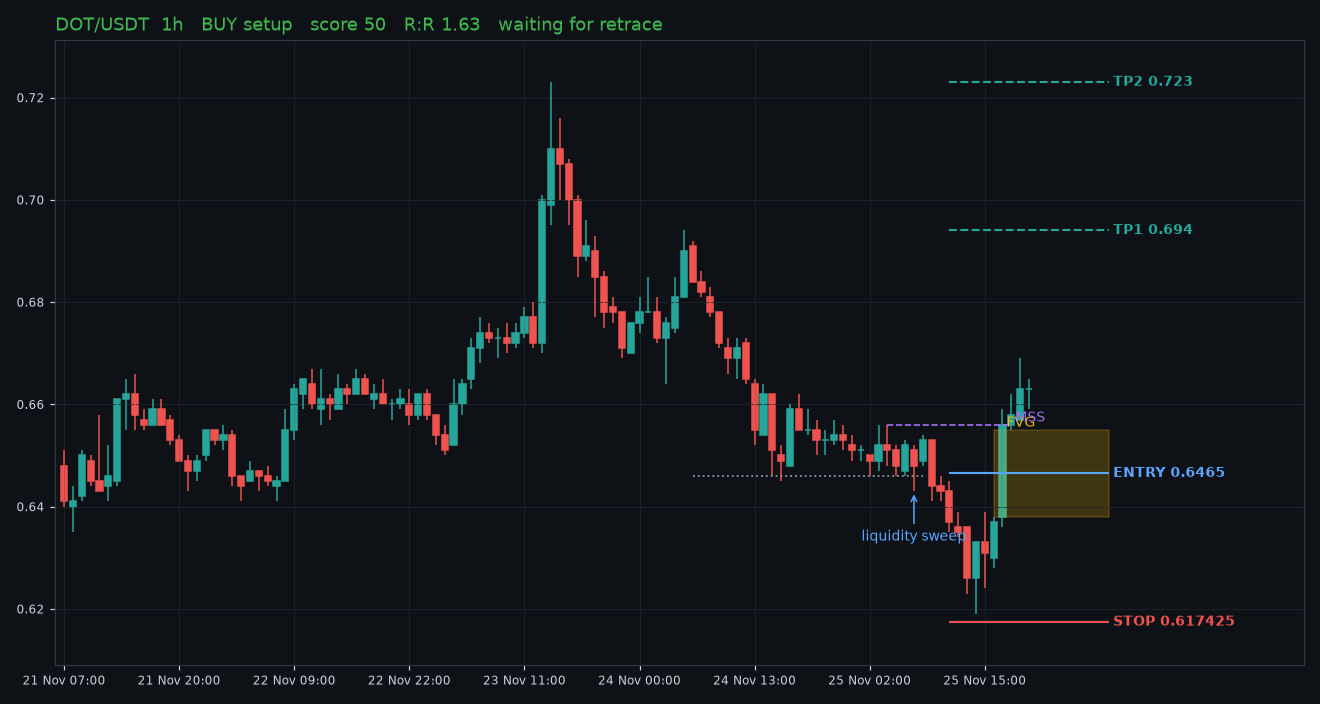 DOT/USDT 1h BUY setup score 50 R:R 1.63 waiting for retrace
TP2 0.723
0.72
TP1 0.694
0.70
0.68
0.66
MSS
FVG
ENTRY 0.6465
0.64
liquidity sweep
0.62
STOP 0.617425
21 Nov 07:00 21 Nov 20:00 22 Nov 09:00 22 Nov 22:00 23 Nov 11:00 24 Nov 00:00 24 Nov 13:00 25 Nov 02:00 25 Nov 15:00